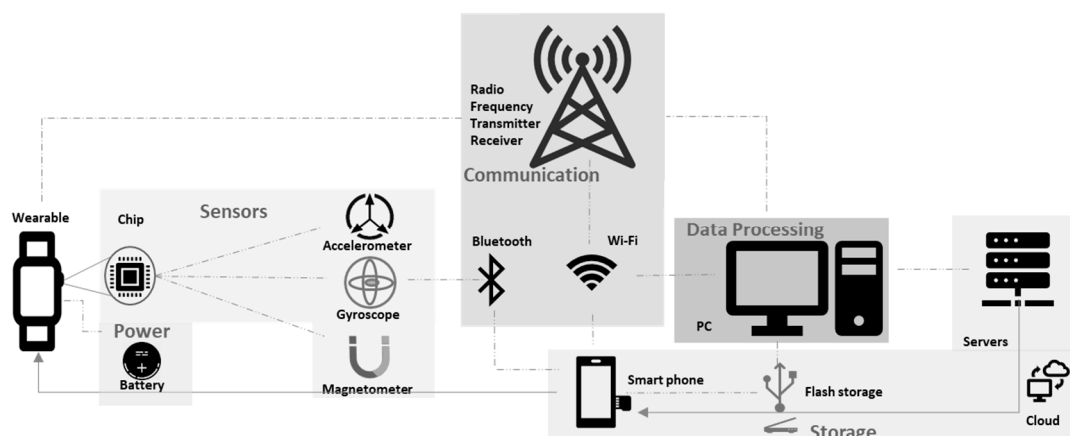 Radio
Frequency
Transmitter
Receiver
Communication
Wearable
Chip
Sensors
Accelerometer
Bluetooth
Wi-Fi
Data Processing
Gyroscope
PC
Power
Battery
Magnetometer
Servers
Smart phone
Flash storage
Cloud
Storage